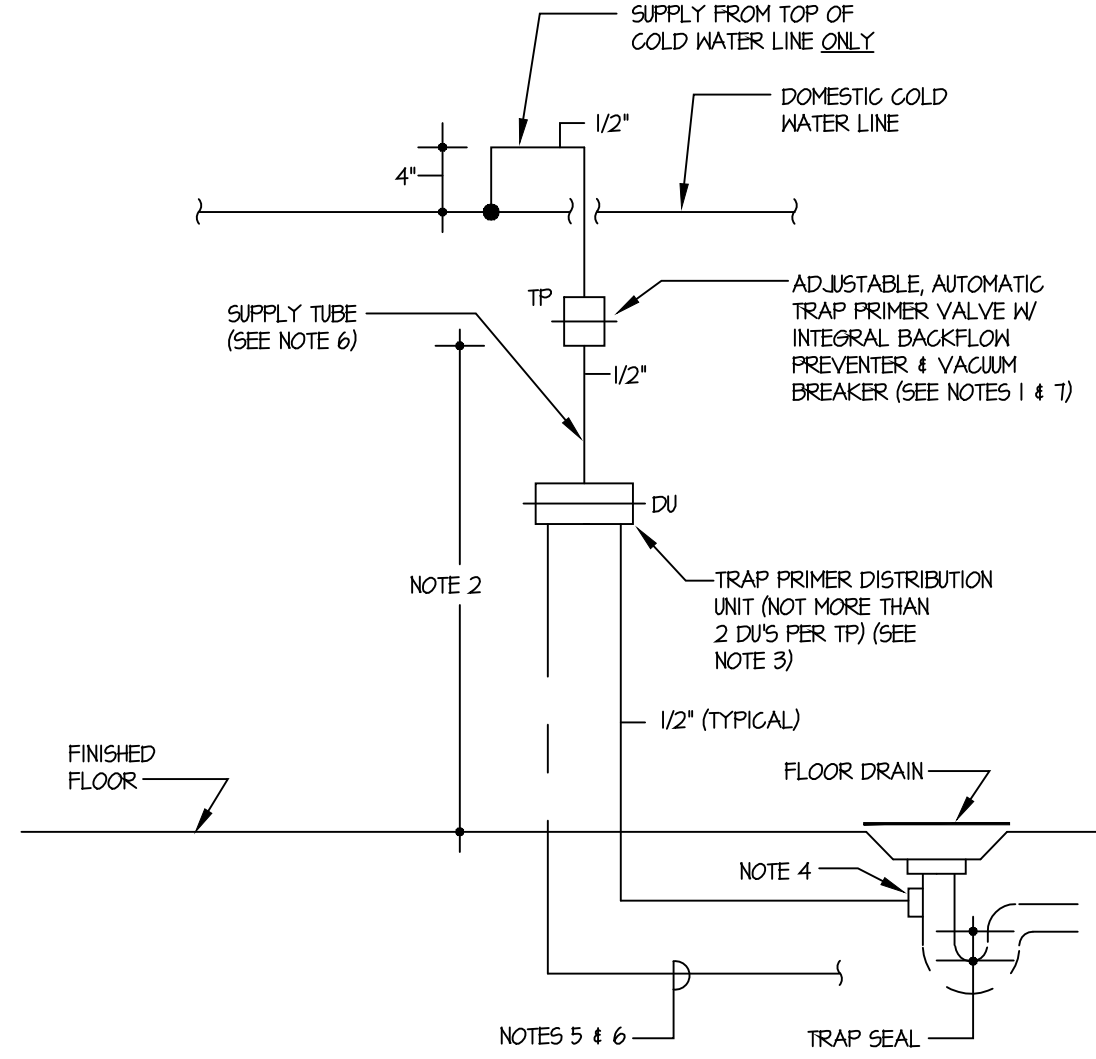 SUPPLY FROM TOP OF
COLD WATER LINE ONLY
DOMESTIC COLD
WATER LINE
1/2"
4"
TP
ADJUSTABLE, AUTOMATIC
TRAP PRIMER VALVE W/
INTEGRAL BACKFLOW
PREVENTER & VACUUM
BREAKER (SEE NOTES 1 & 7)
SUPPLY TUBE
(SEE NOTE 6)
1/2"
DU
NOTE 2
TRAP PRIMER DISTRIBUTION
UNIT (NOT MORE THAN
2 DU'S PER TP) (SEE
NOTE 3)
1/2" (TYPICAL)
FINISHED
FLOOR
FLOOR DRAIN
NOTE 4
NOTES 5 & 6
TRAP SEAL